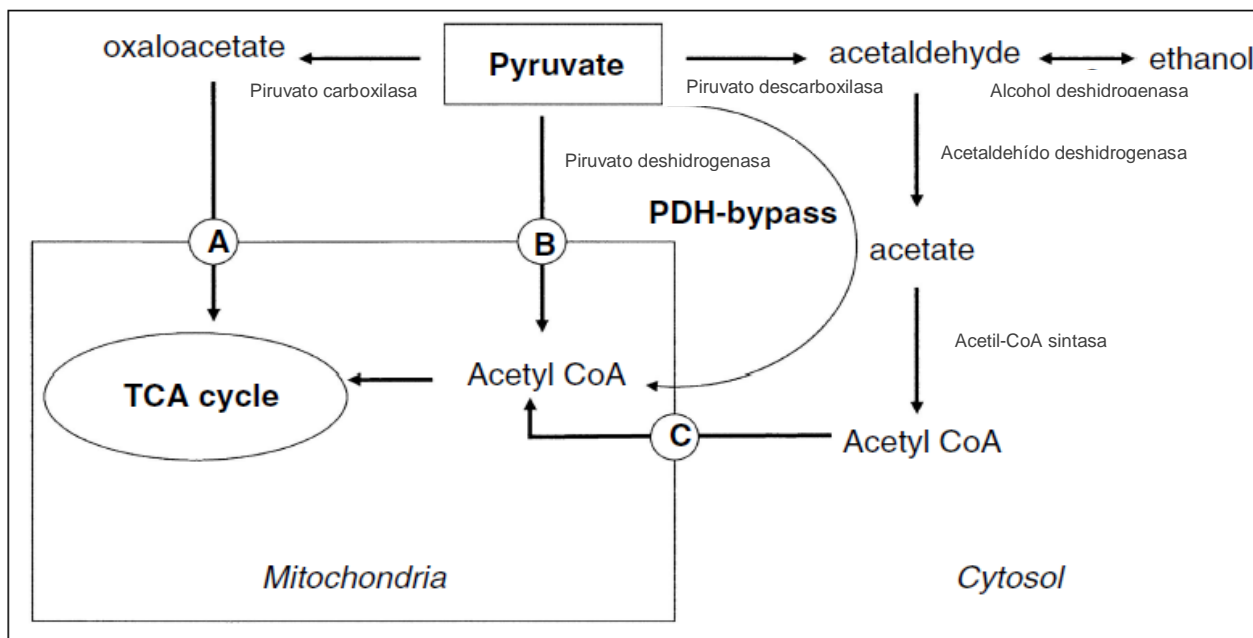 oxaloacetate
Pyruvate
acetaldehyde
ethanol
Piruvato carboxilasa
Piruvato descarboxilasa
Alcohol deshidrogenasa
Piruvato deshidrogenasa
Acetaldehído deshidrogenasa
PDH-bypass
A
B
acetate
Acetil-CoA sintasa
Acetyl CoA
TCA cycle
C
Acetyl CoA
Mitochondria
Cytosol